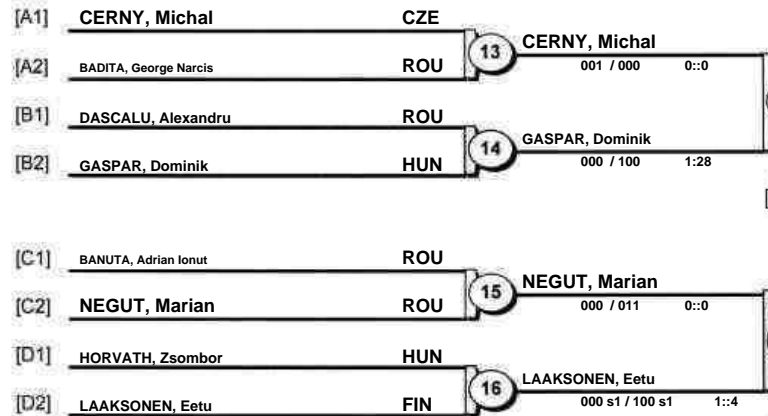 [A1] CERNY, Michal CZE
13 CERNY, Michal
[A2] BADITA, George Narcis ROU
001 / 000 0::0
[B1] DASCALU, Alexandru ROU
14 GASPAR, Dominik
[B2] GASPAR, Dominik HUN
000 / 100 1:28
[C1] BANUTA, Adrian Ionut ROU
15 NEGUT, Marian
[C2] NEGUT, Marian ROU
000 / 011 0::0
[D1] HORVATH, Zsombor HUN
16 LAAKSONEN, Eetu
[D2] LAAKSONEN, Eetu FIN
000 s1 / 100 s1 1::4